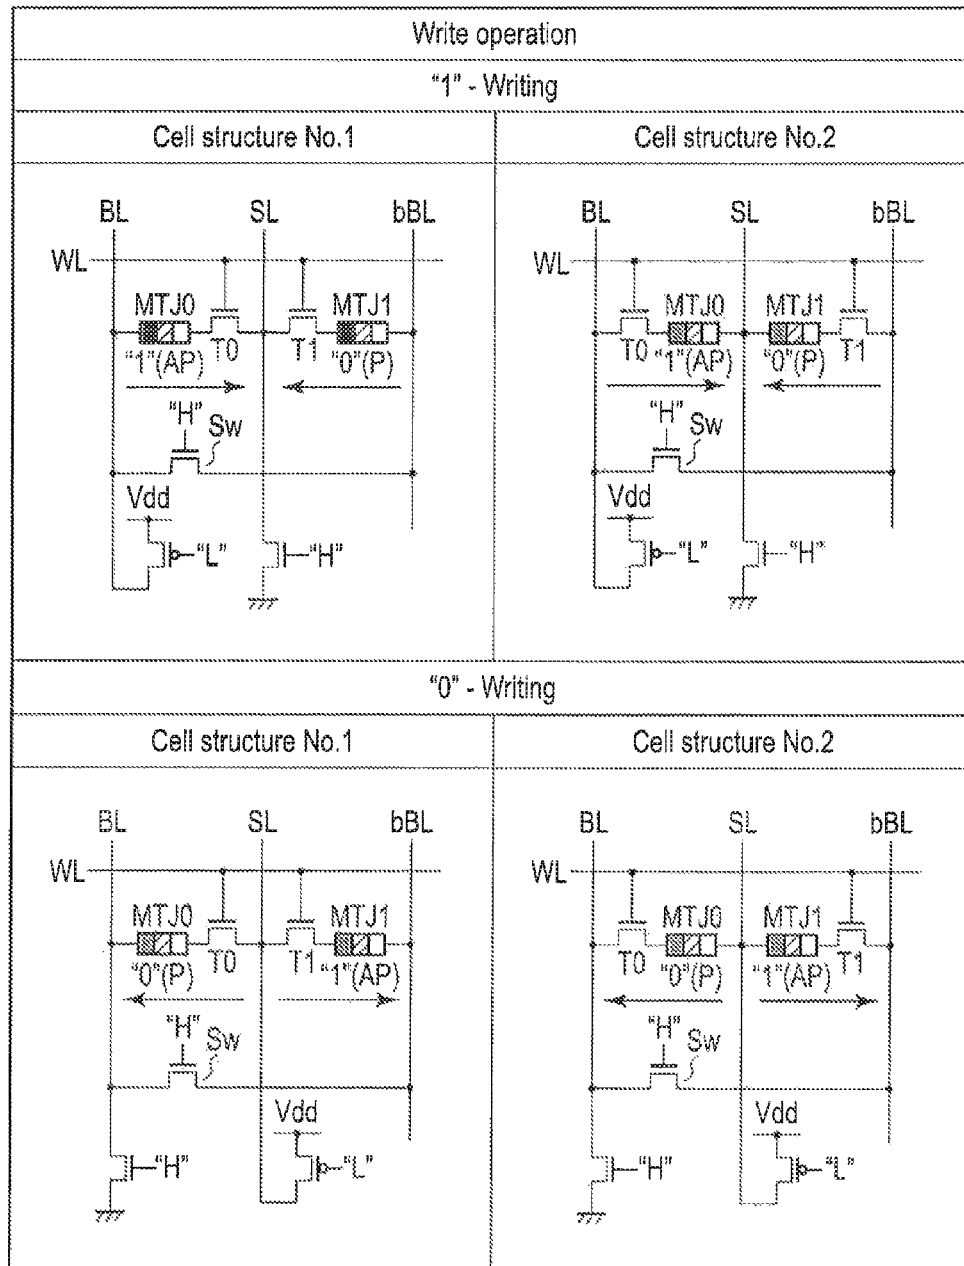 Write operation
"1" - Writing
Cell structure No.1
Cell structure No.2
BL SL bBL
WL
MTJ0 MTJ1
T0 T1
"1"(AP) "0"(P)
"H"
Sw
Vdd
"L" "H"
BL SL bBL
WL
MTJ0 MTJ1
T0 "1"(AP) "0"(P) T1
"H"
Sw
Vdd
"L" "H"
"0" - Writing
Cell structure No.1
Cell structure No.2
BL SL bBL
WL
MTJ0 MTJ1
T0 T1
"0"(P) "1"(AP)
"H"
Sw
Vdd
"H" "L"
BL SL bBL
WL
MTJ0 MTJ1
T0 "0"(P) "1"(AP) T1
"H"
Sw
Vdd
"H" "L"